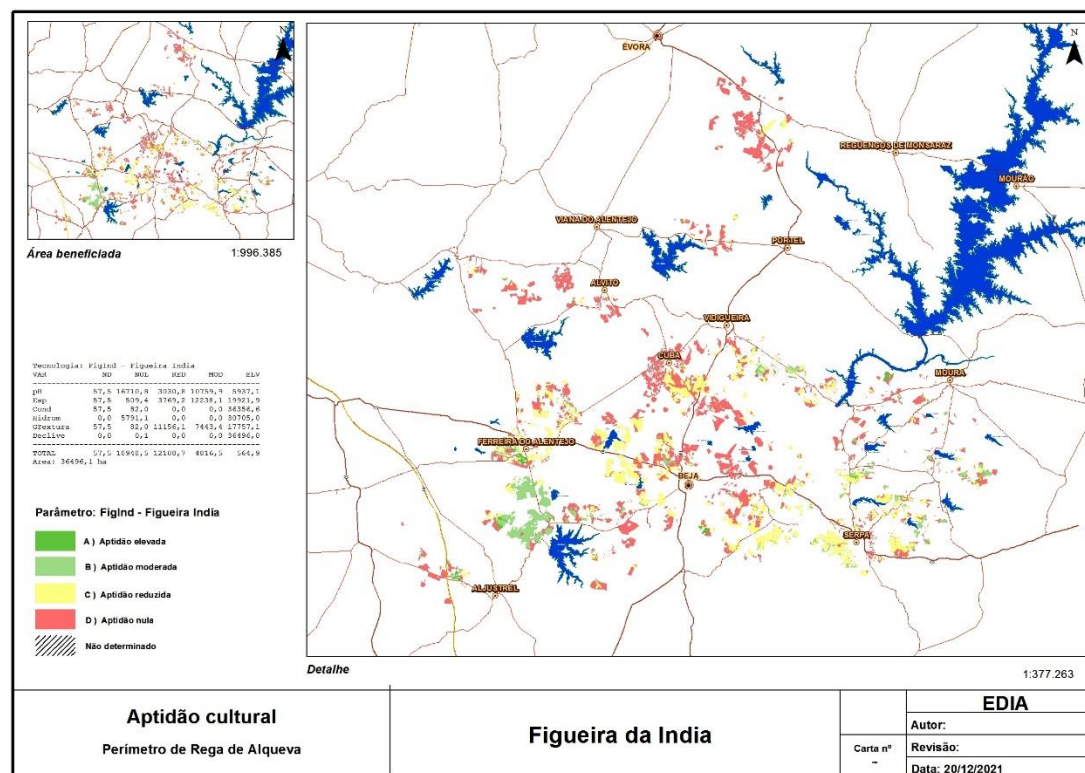 N
N
ÉVORA
REGUENGOS DE MONSARAZ
MOURÃO
VIANA DO ALENTEJO
PORTEL
ALVITO
VIDIGUEIRA
CUBA
MOURA
FERREIRA DO ALENTEJO
BEJA
SERPA
ALJUSTREL
Área beneficiada 1:996.385
Tecnologia: FigInd - Figueira India
VAR ND NUL RED MOD ELV
pH 57,5 16710,8 3030,8 10759,9 5937,1
Esp 57,5 509,4 3769,2 12238,1 19921,9
Cond 57,5 82,0 0,0 0,0 36356,6
Hidrom 0,0 5791,1 0,0 0,0 30705,0
GTextura 57,5 82,0 11156,1 7443,4 17757,1
Declive 0,0 0,1 0,0 0,0 36496,0
TOTAL 57,5 18948,5 12108,7 4816,5 564,9
Area: 36496,1 ha
Parâmetro: FigInd - Figueira India
A ) Aptidão elevada
B ) Aptidão moderada
C ) Aptidão reduzida
D ) Aptidão nula
Não determinado
Detalhe
1:377.263
Aptidão cultural
Perímetro de Rega de Alqueva
Figueira da India
Carta nº
~
EDIA
Autor:
Revisão:
Data: 20/12/2021